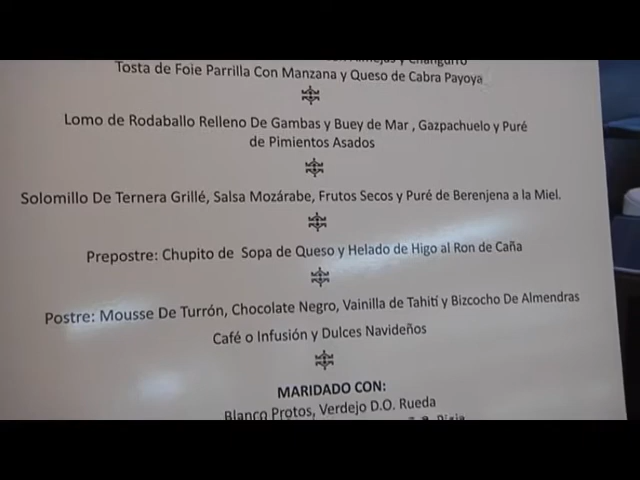 Almejas y Changurro
Tosta de Foie Parrilla Con Manzana y Queso de Cabra Payoya
Lomo de Rodaballo Relleno De Gambas y Buey de Mar , Gazpachuelo y Puré
de Pimientos Asados
Solomillo De Ternera Grillé, Salsa Mozárabe, Frutos Secos y Puré de Berenjena a la Miel.
Prepostre: Chupito de Sopa de Queso y Helado de Higo al Ron de Caña
Postre: Mousse De Turrón, Chocolate Negro, Vainilla de Tahití y Bizcocho De Almendras
Café o Infusión y Dulces Navideños
MARIDADO CON:
Blanco Protos, Verdejo D.O. Rueda